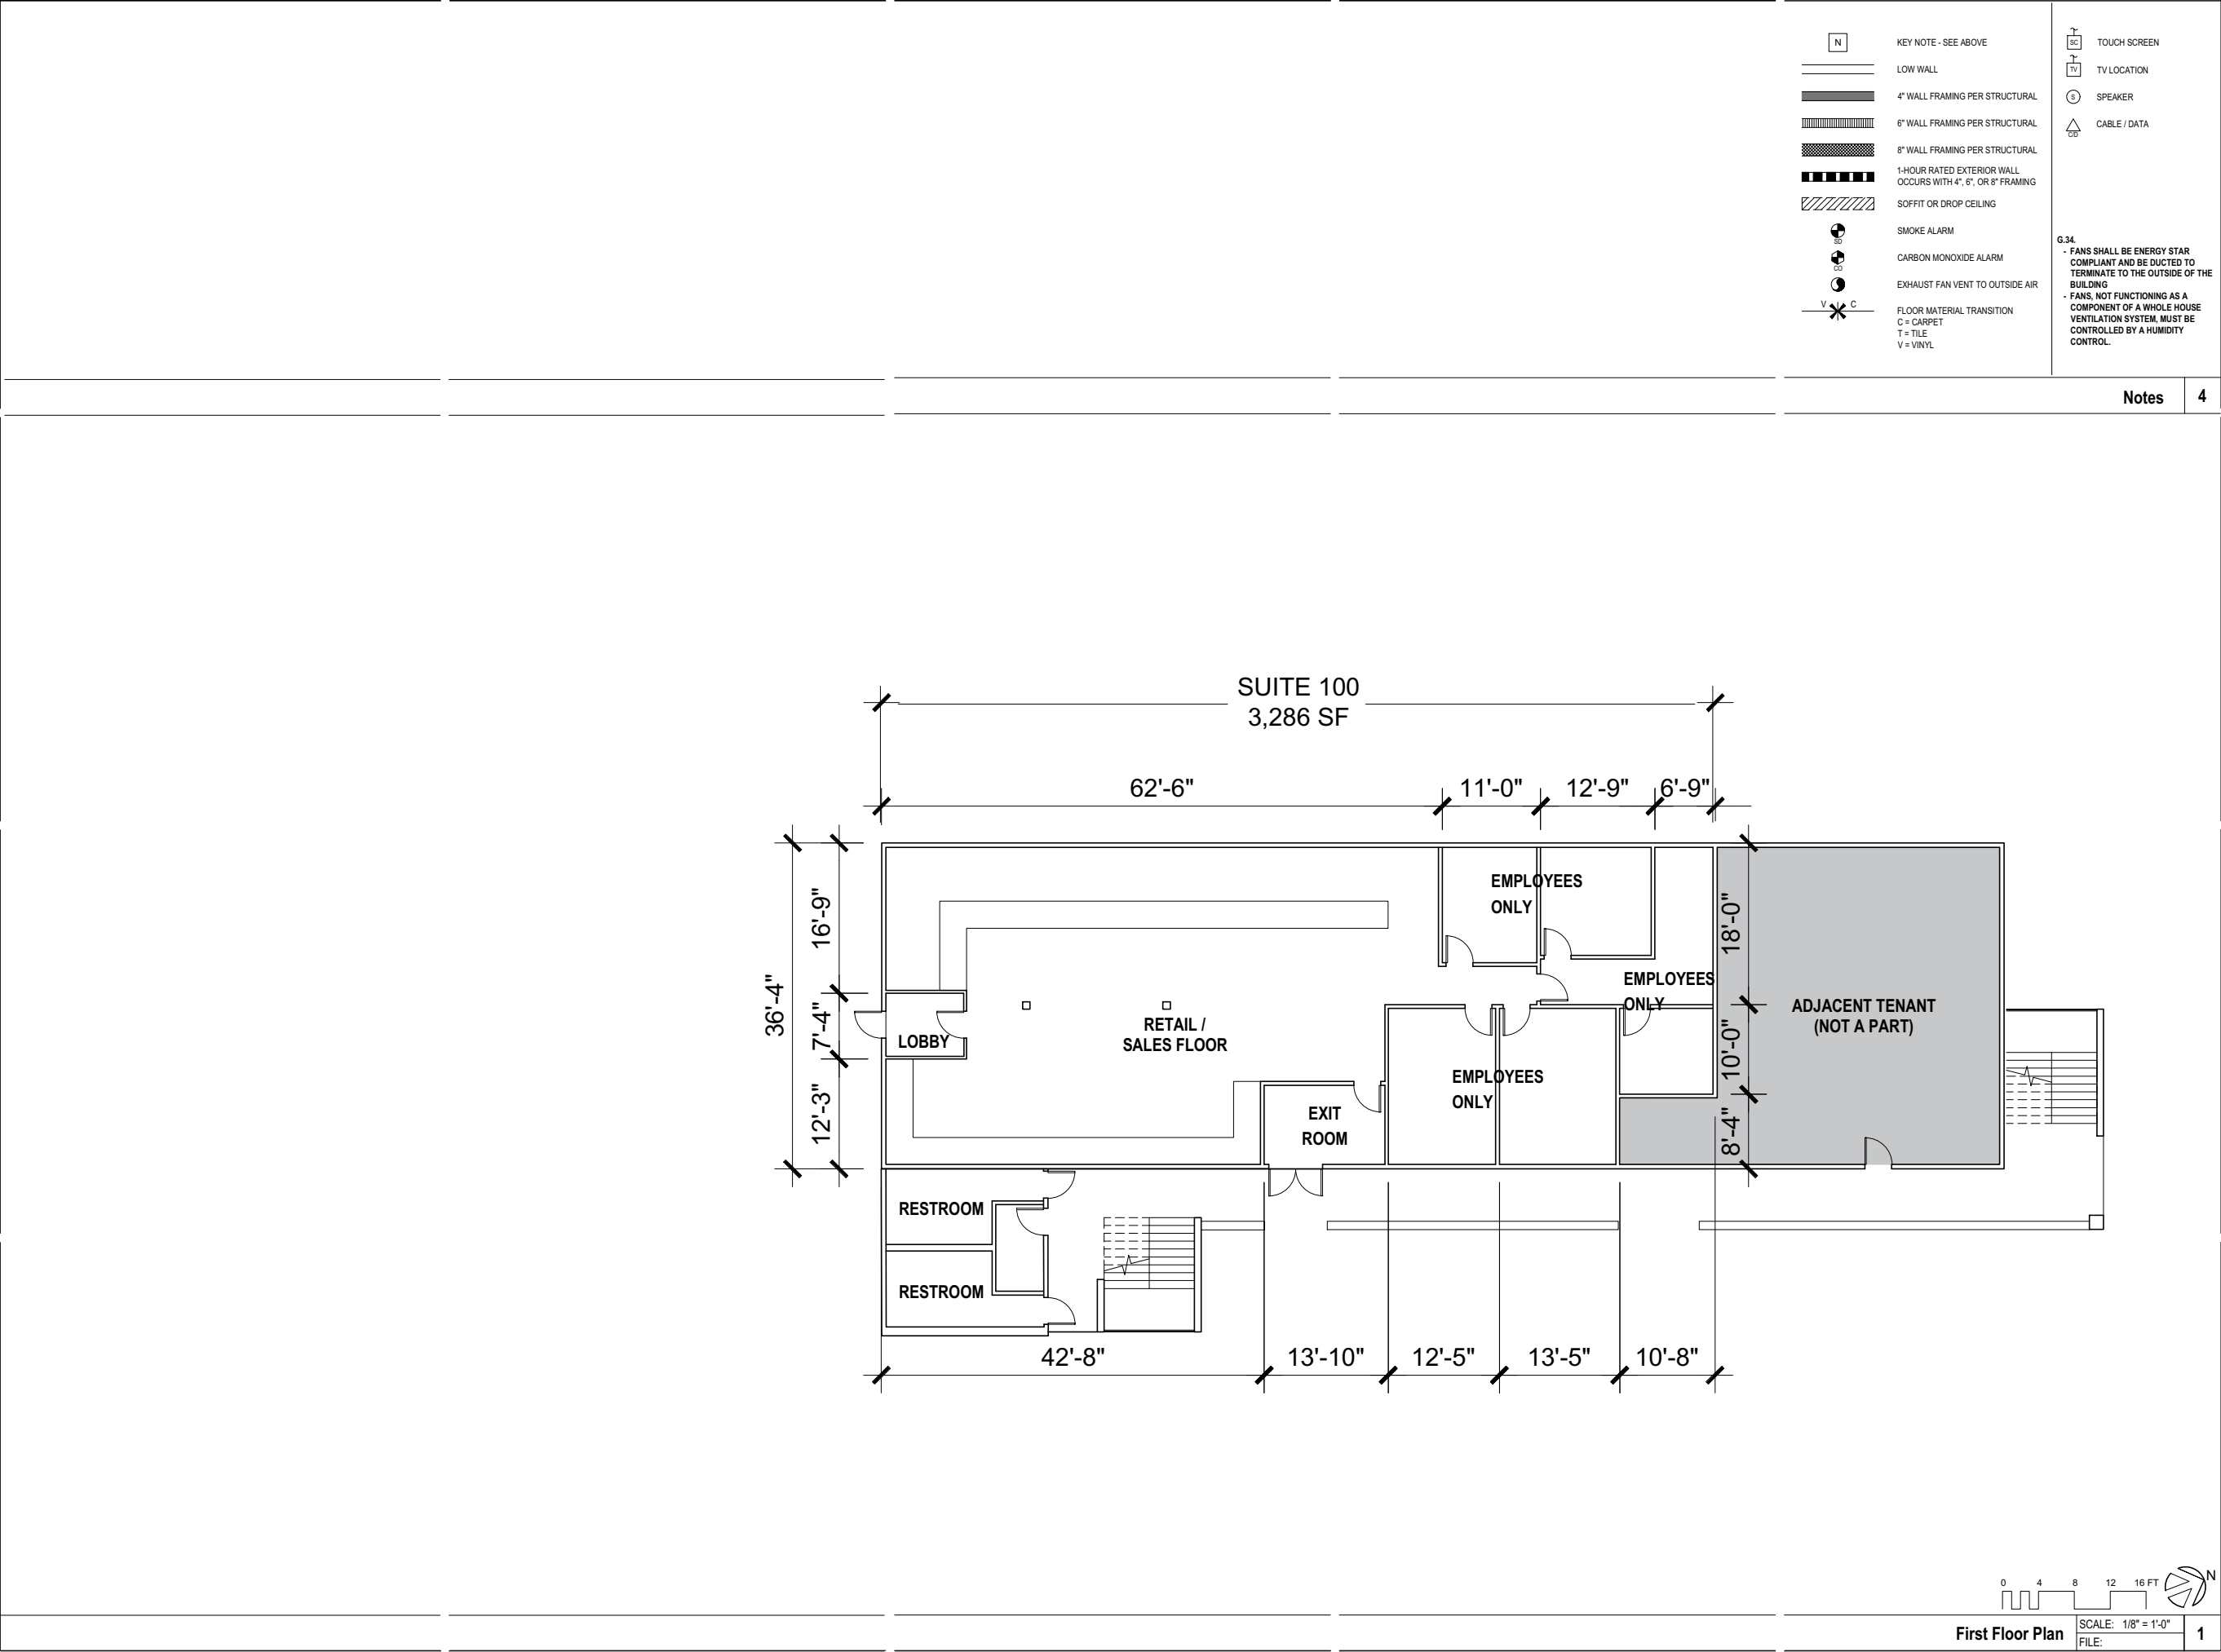 N
KEY NOTE - SEE ABOVE
LOW WALL
4" WALL FRAMING PER STRUCTURAL
6" WALL FRAMING PER STRUCTURAL
8" WALL FRAMING PER STRUCTURAL
1-HOUR RATED EXTERIOR WALL
OCCURS WITH 4", 6", OR 8" FRAMING
SOFFIT OR DROP CEILING
SD
SMOKE ALARM
CO
CARBON MONOXIDE ALARM
EXHAUST FAN VENT TO OUTSIDE AIR
V C
FLOOR MATERIAL TRANSITION
C = CARPET
T = TILE
V = VINYL
SC
TOUCH SCREEN
TV
TV LOCATION
S
SPEAKER
C/D
CABLE / DATA
G.34.
- FANS SHALL BE ENERGY STAR
COMPLIANT AND BE DUCTED TO
TERMINATE TO THE OUTSIDE OF THE
BUILDING
- FANS, NOT FUNCTIONING AS A
COMPONENT OF A WHOLE HOUSE
VENTILATION SYSTEM, MUST BE
CONTROLLED BY A HUMIDITY
CONTROL.
Notes 4
SUITE 100
3,286 SF
62'-6" 11'-0" 12'-9" 6'-9"
36'-4"
16'-9"
7'-4"
12'-3"
EMPLOYEES
ONLY
EMPLOYEES
ONLY
18'-0"
10'-0"
8'-4"
ADJACENT TENANT
(NOT A PART)
LOBBY
RETAIL /
SALES FLOOR
EMPLOYEES
ONLY
EXIT
ROOM
RESTROOM
RESTROOM
42'-8" 13'-10" 12'-5" 13'-5" 10'-8"
0 4 8 12 16 FT
N
First Floor Plan
SCALE: 1/8" = 1'-0"
FILE:
1